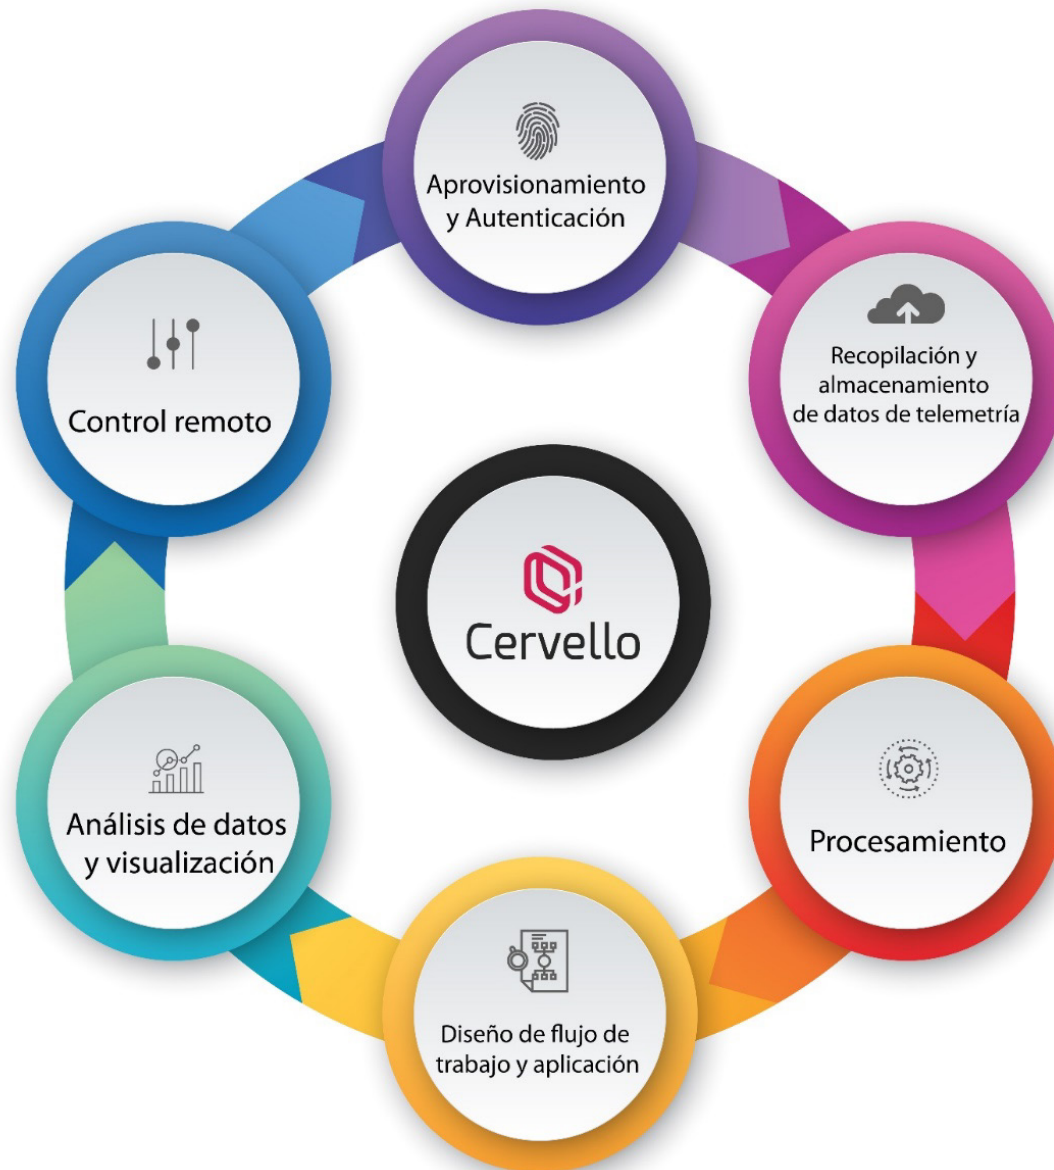 Aprovisionamiento
y Autenticación
Recopilación y
almacenamiento
de datos de telemetría
Procesamiento
Diseño de flujo de
trabajo y aplicación
Análisis de datos
y visualización
Control remoto
Cervello